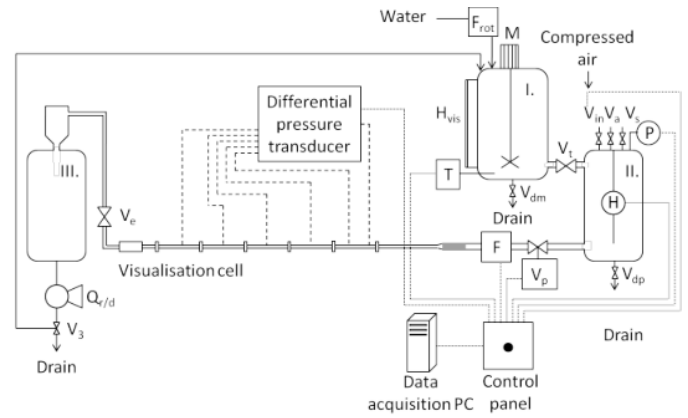 Water
F_rot
M
Compressed
air
Differential
pressure
transducer
H_vis
I.
V_in V_a V_s
P
T
V_t
II.
III.
H
V_dm
Drain
V_e
F
Visualisation cell
V_p
V_dp
Q_r/d
V_3
Drain
Drain
Data
acquisition PC
Control
panel